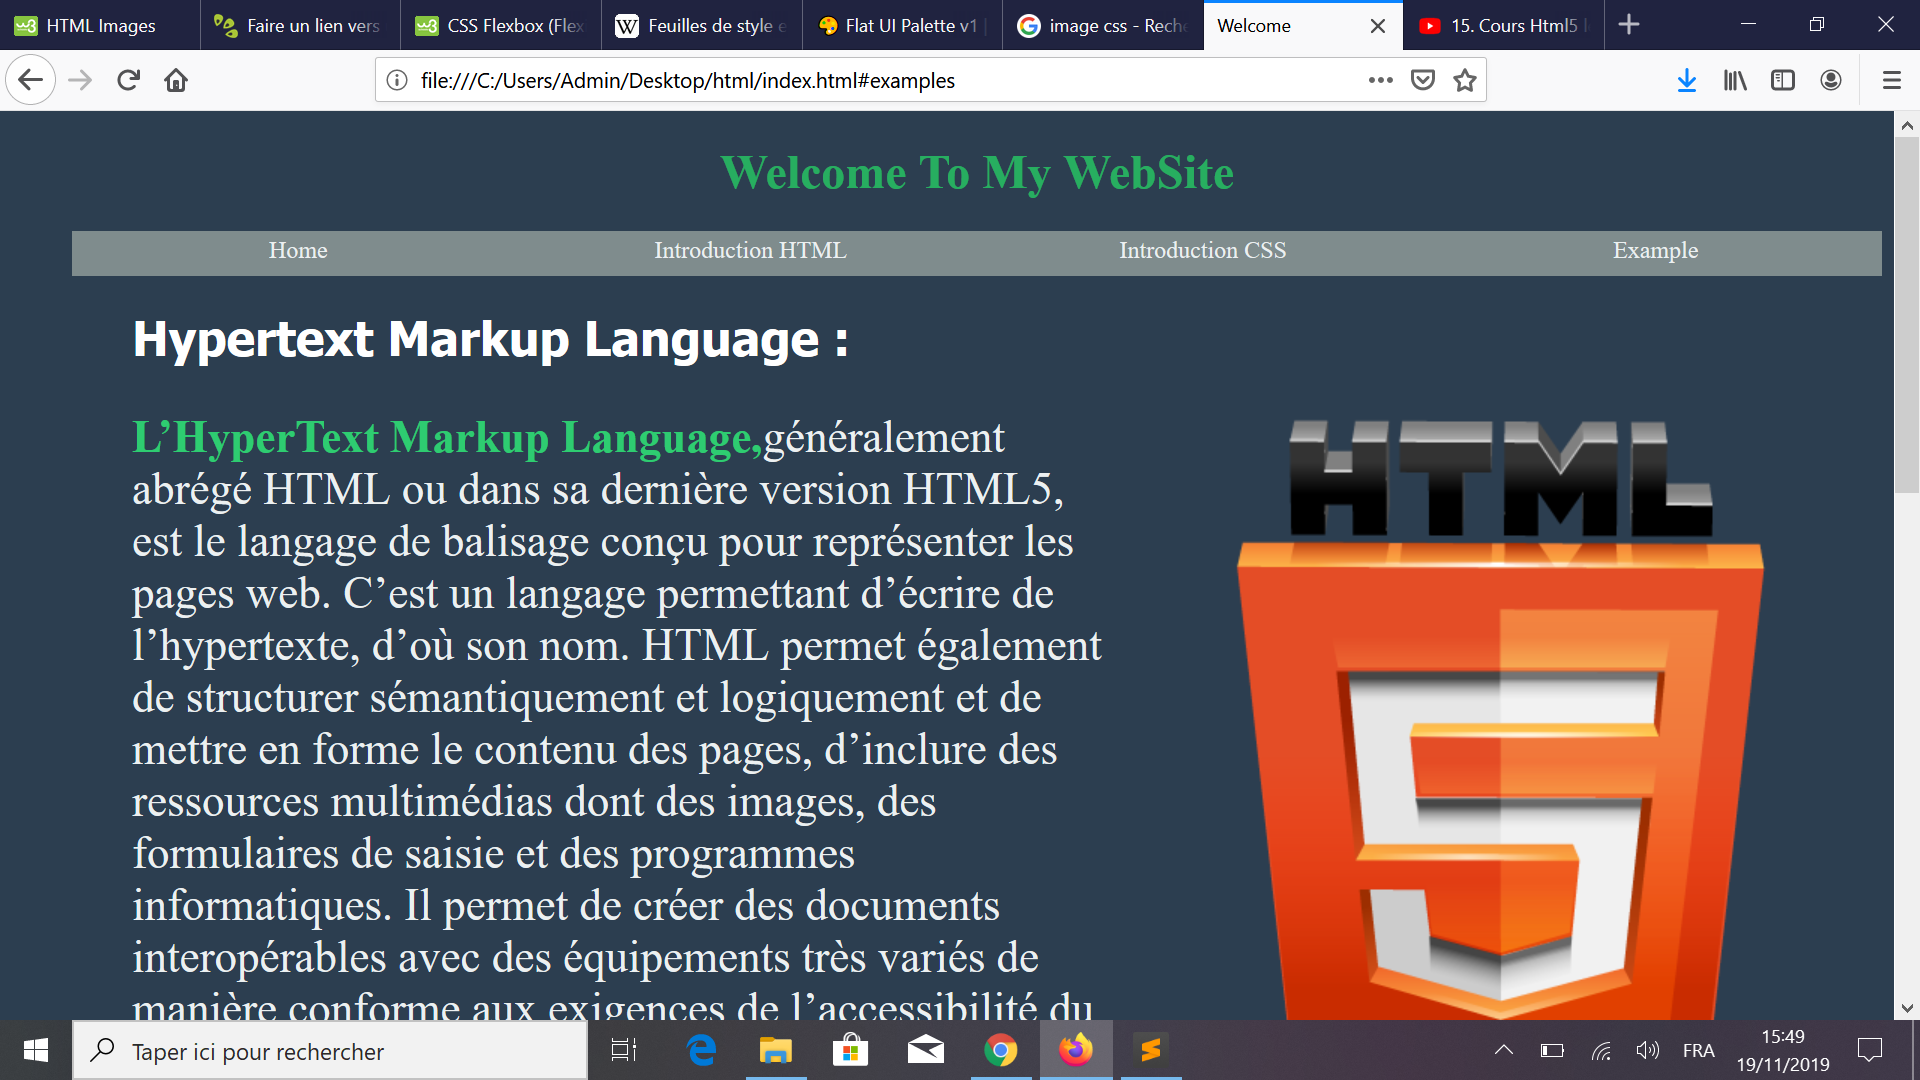 HTML Images
Faire un lien vers
CSS Flexbox (Flex
Feuilles de style e
Flat UI Palette v1 |
image css - Reche
Welcome
15. Cours Html5 l
file:///C:/Users/Admin/Desktop/html/index.html#examples
Welcome To My WebSite
Home
Introduction HTML
Introduction CSS
Example
Hypertext Markup Language :
HTML
L’HyperText Markup Language,généralement
abrégé HTML ou dans sa dernière version HTML5,
est le langage de balisage conçu pour représenter les
pages web. C’est un langage permettant d’écrire de
l’hypertexte, d’où son nom. HTML permet également
de structurer sémantiquement et logiquement et de
mettre en forme le contenu des pages, d’inclure des
ressources multimédias dont des images, des
formulaires de saisie et des programmes
informatiques. Il permet de créer des documents
interopérables avec des équipements très variés de
manière conforme aux exigences de l’accessibilité du
5
Taper ici pour rechercher
FRA
15:49
19/11/2019